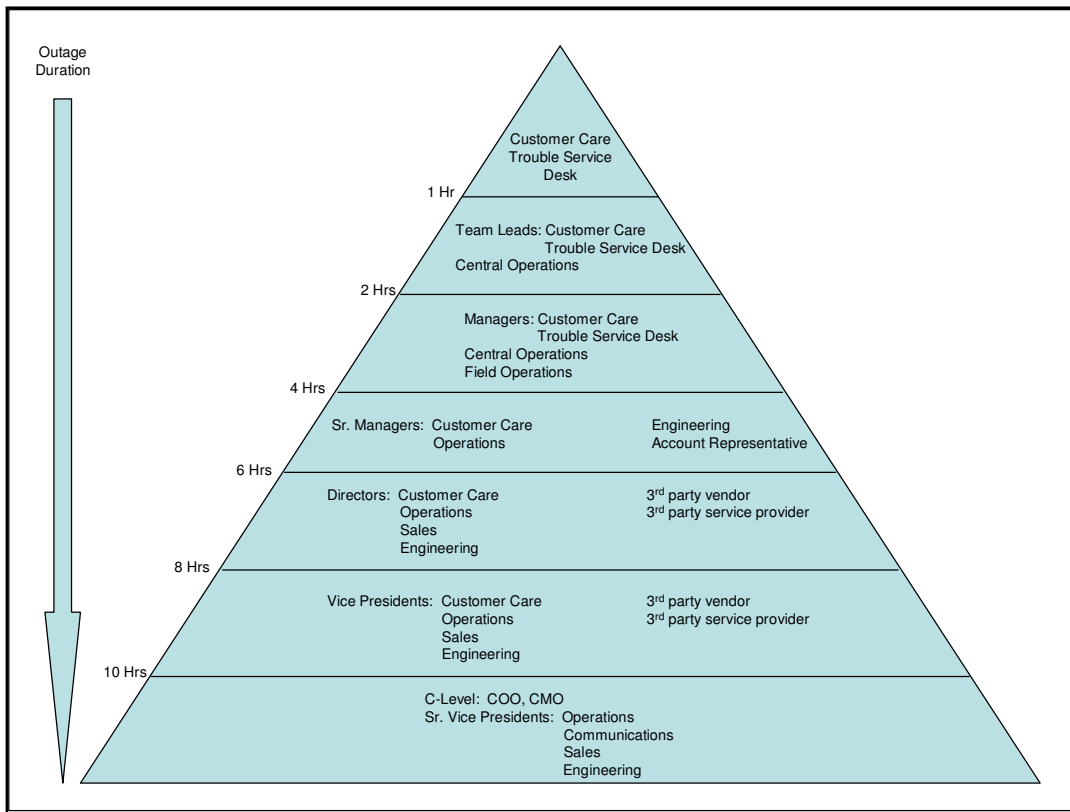 Outage
Duration
Customer Care
Trouble Service
Desk
1 Hr
Team Leads: Customer Care
Trouble Service Desk
Central Operations
2 Hrs
Managers: Customer Care
Trouble Service Desk
Central Operations
Field Operations
4 Hrs
Sr. Managers: Customer Care Engineering
Operations Account Representative
6 Hrs
Directors: Customer Care 3rd party vendor
Operations 3rd party service provider
Sales
Engineering
8 Hrs
Vice Presidents: Customer Care 3rd party vendor
Operations 3rd party service provider
Sales
Engineering
10 Hrs
C-Level: COO, CMO
Sr. Vice Presidents: Operations
Communications
Sales
Engineering